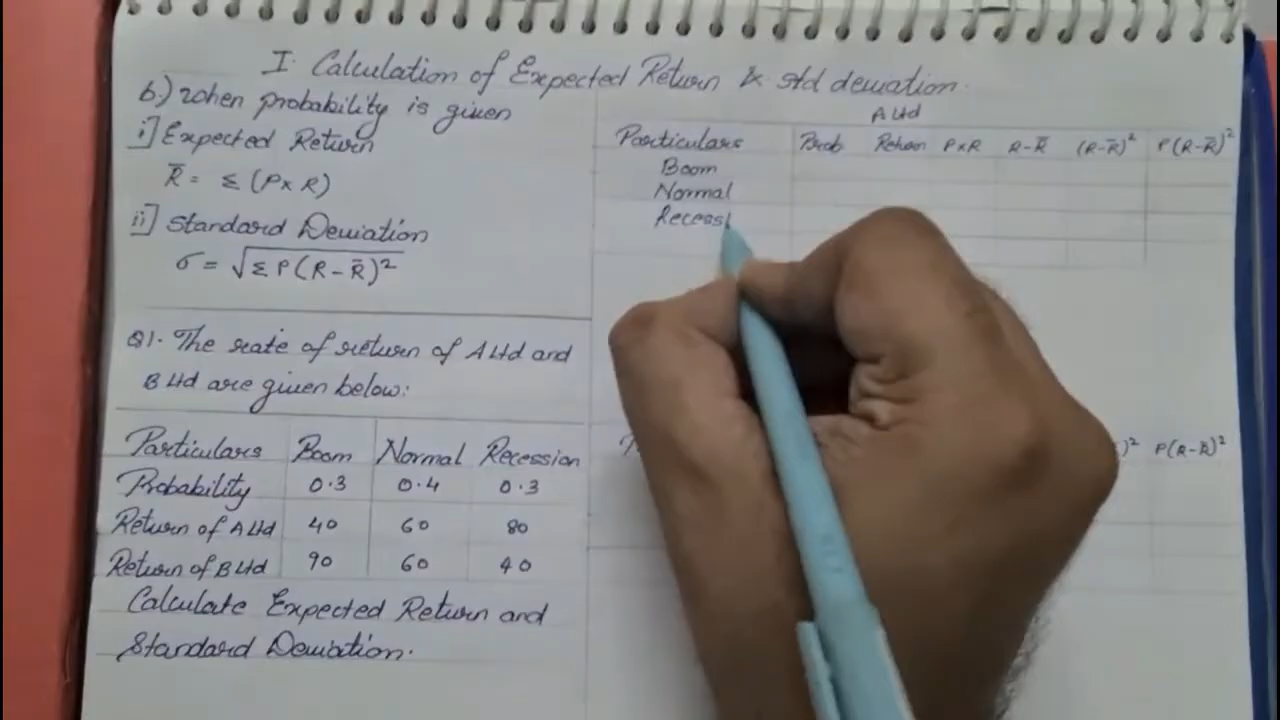 I. Calculation of Expected Return & std deviation.
b.) When probability is given
i] Expected Return
R̄ = Σ (P x R)
ii] Standard Deviation
σ = √Σ P (R - R̄)²
Q1. The rate of return of A Ltd and
B Ltd are given below:
Particulars Boom Normal Recession
Probability 0.3 0.4 0.3
Return of A Ltd 40 60 80
Return of B Ltd 90 60 40
Calculate Expected Return and
Standard Deviation.
A Ltd
Particulars Prob Return P x R R - R̄ (R - R̄)² P (R - R̄)²
Boom
Normal
Recess
)² P (R - R̄)²